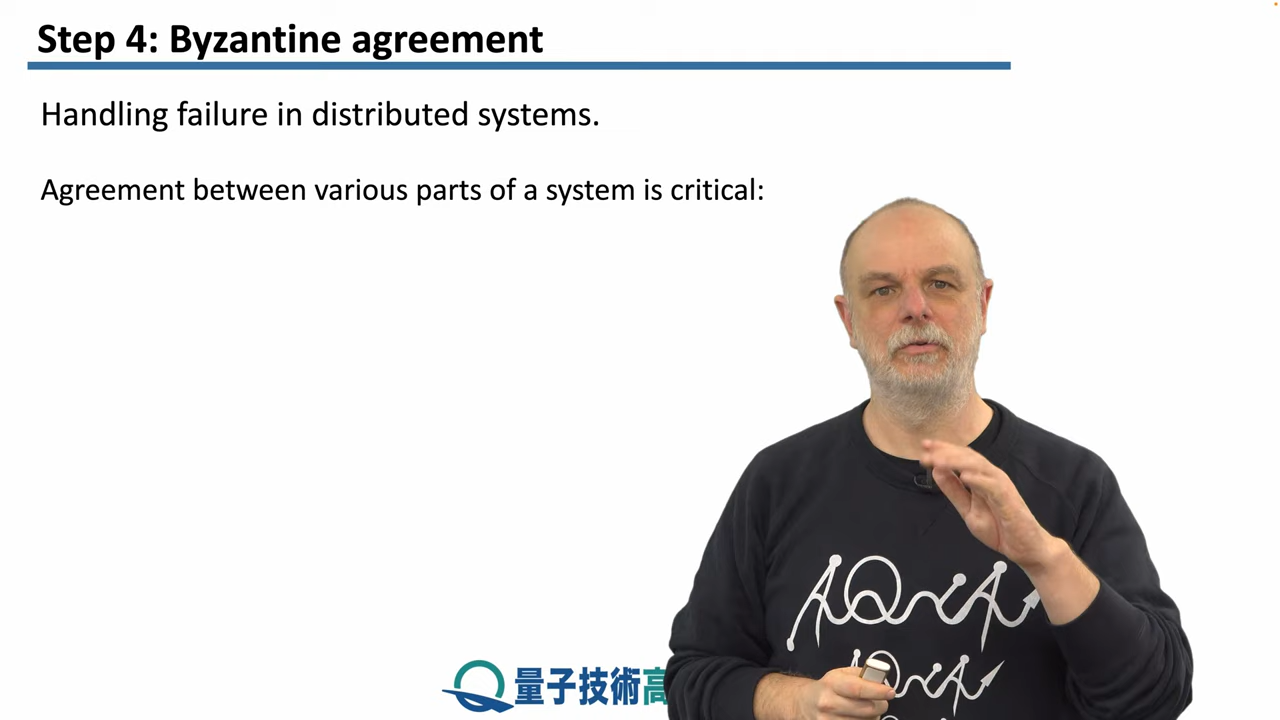 Step 4: Byzantine agreement
Handling failure in distributed systems.
Agreement between various parts of a system is critical:
AQUA
量子技術高